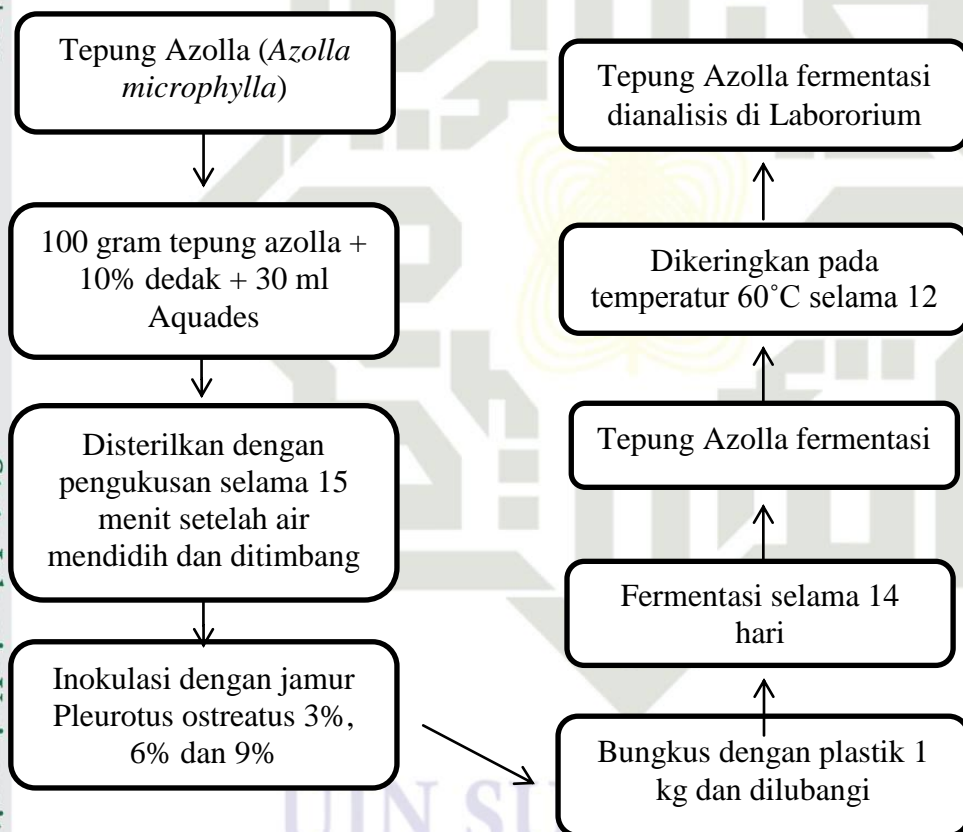 Tepung Azolla (Azolla
microphylla)
100 gram tepung azolla +
10% dedak + 30 ml
Aquades
Disterilkan dengan
pengukusan selama 15
menit setelah air
mendidih dan ditimbang
Inokulasi dengan jamur
Pleurotus ostreatus 3%,
6% dan 9%
Bungkus dengan plastik 1
kg dan dilubangi
Fermentasi selama 14
hari
Tepung Azolla fermentasi
Dikeringkan pada
temperatur 60˚C selama 12
Tepung Azolla fermentasi
dianalisis di Labororium
UIN